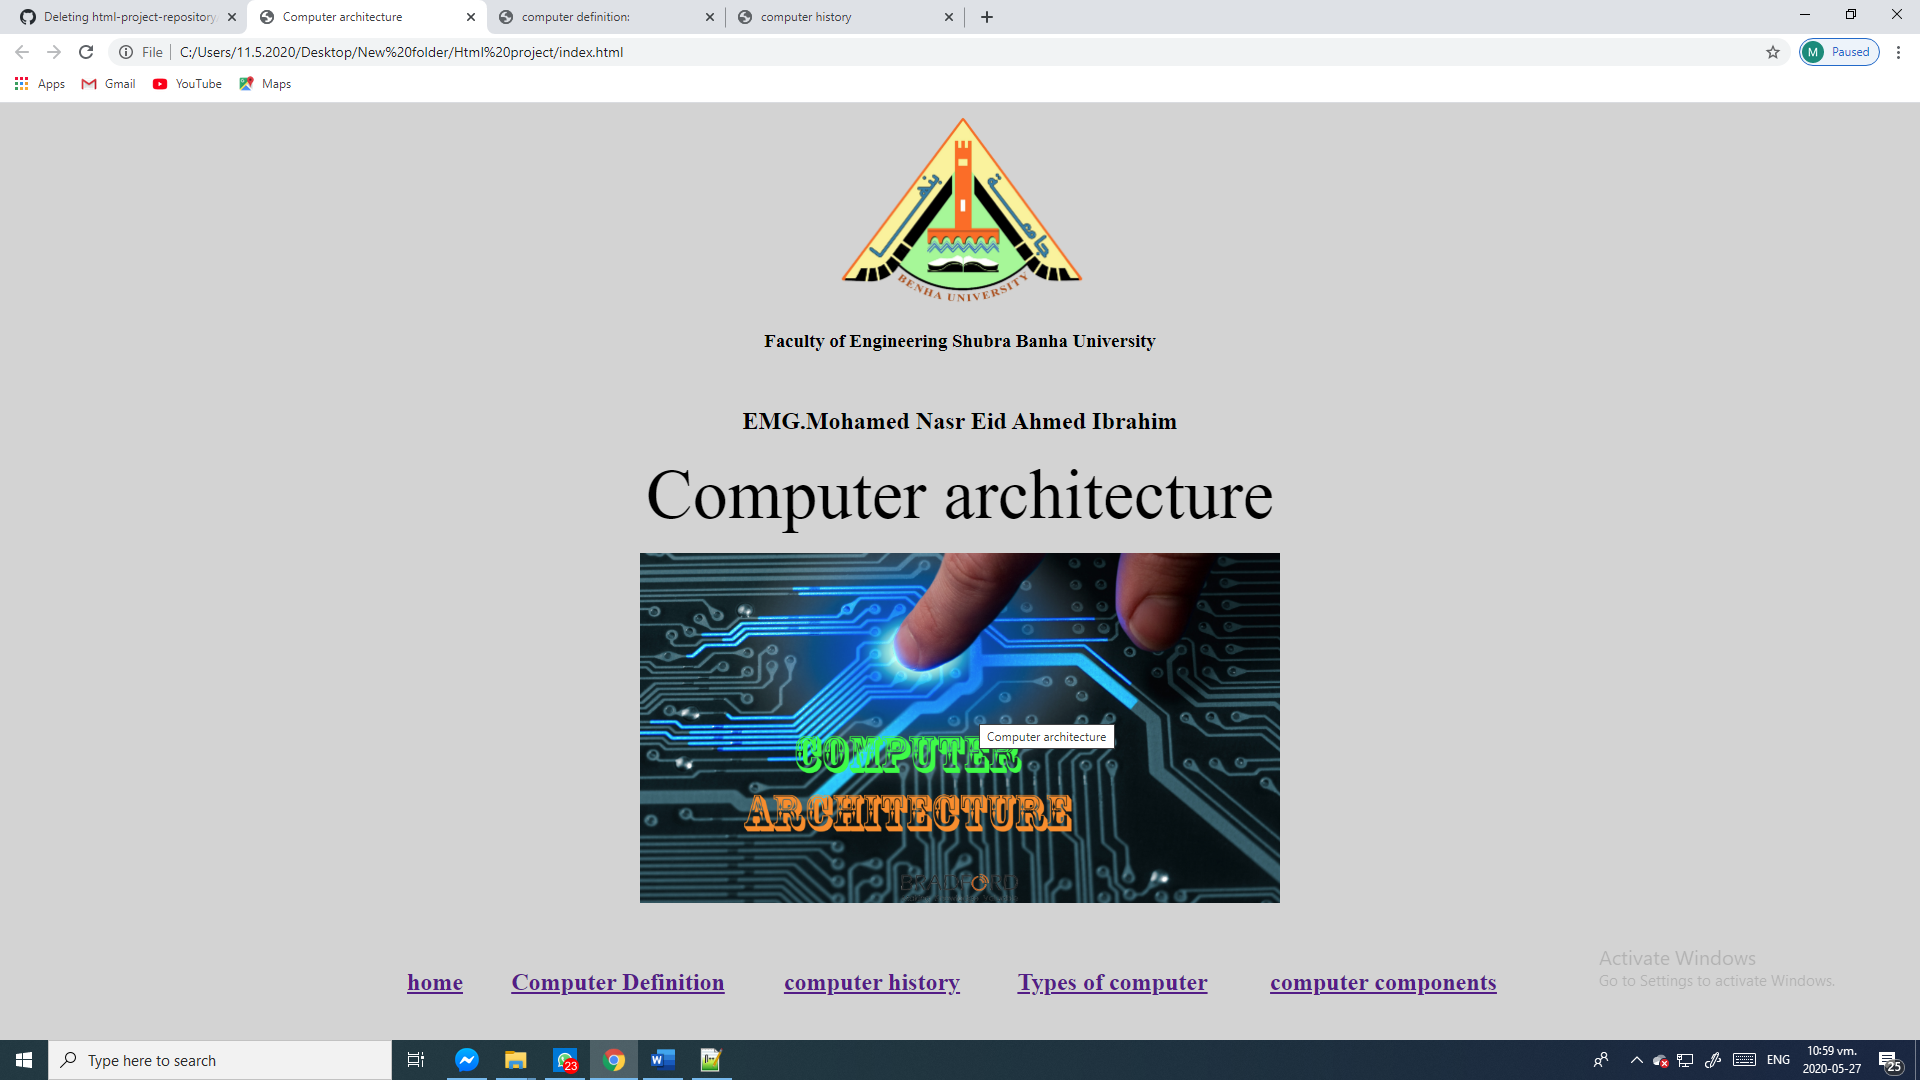 Deleting html-project-repository
Computer architecture
computer definition:
computer history
File
C:/Users/11.5.2020/Desktop/New%20folder/Html%20project/index.html
M Paused
Apps
Gmail
YouTube
Maps
جامعة
بنها
BENHA UNIVERSITY
Faculty of Engineering Shubra Banha University
EMG.Mohamed Nasr Eid Ahmed Ibrahim
Computer architecture
Computer architecture
COMPUTER
ARCHITECTURE
home
Computer Definition
computer history
Types of computer
computer components
Activate Windows
Go to Settings to activate Windows.
Type here to search
23
ENG
10:59 vm.
2020-05-27
25